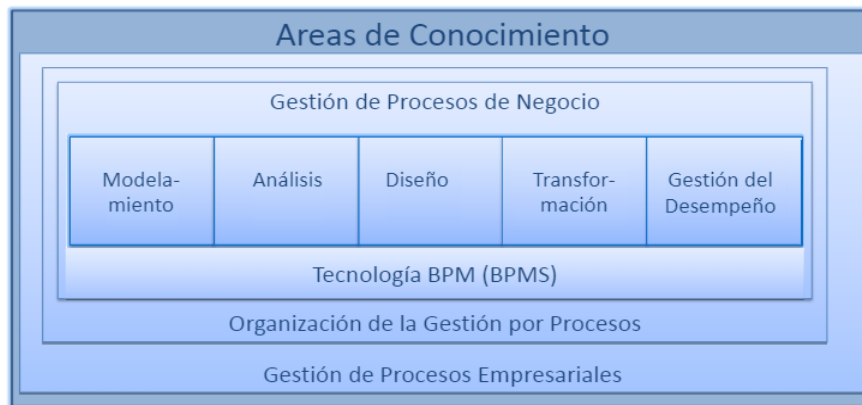 Areas de Conocimiento
Gestión de Procesos de Negocio
Modela-
miento
Análisis
Diseño
Transfor-
mación
Gestión del
Desempeño
Tecnología BPM (BPMS)
Organización de la Gestión por Procesos
Gestión de Procesos Empresariales